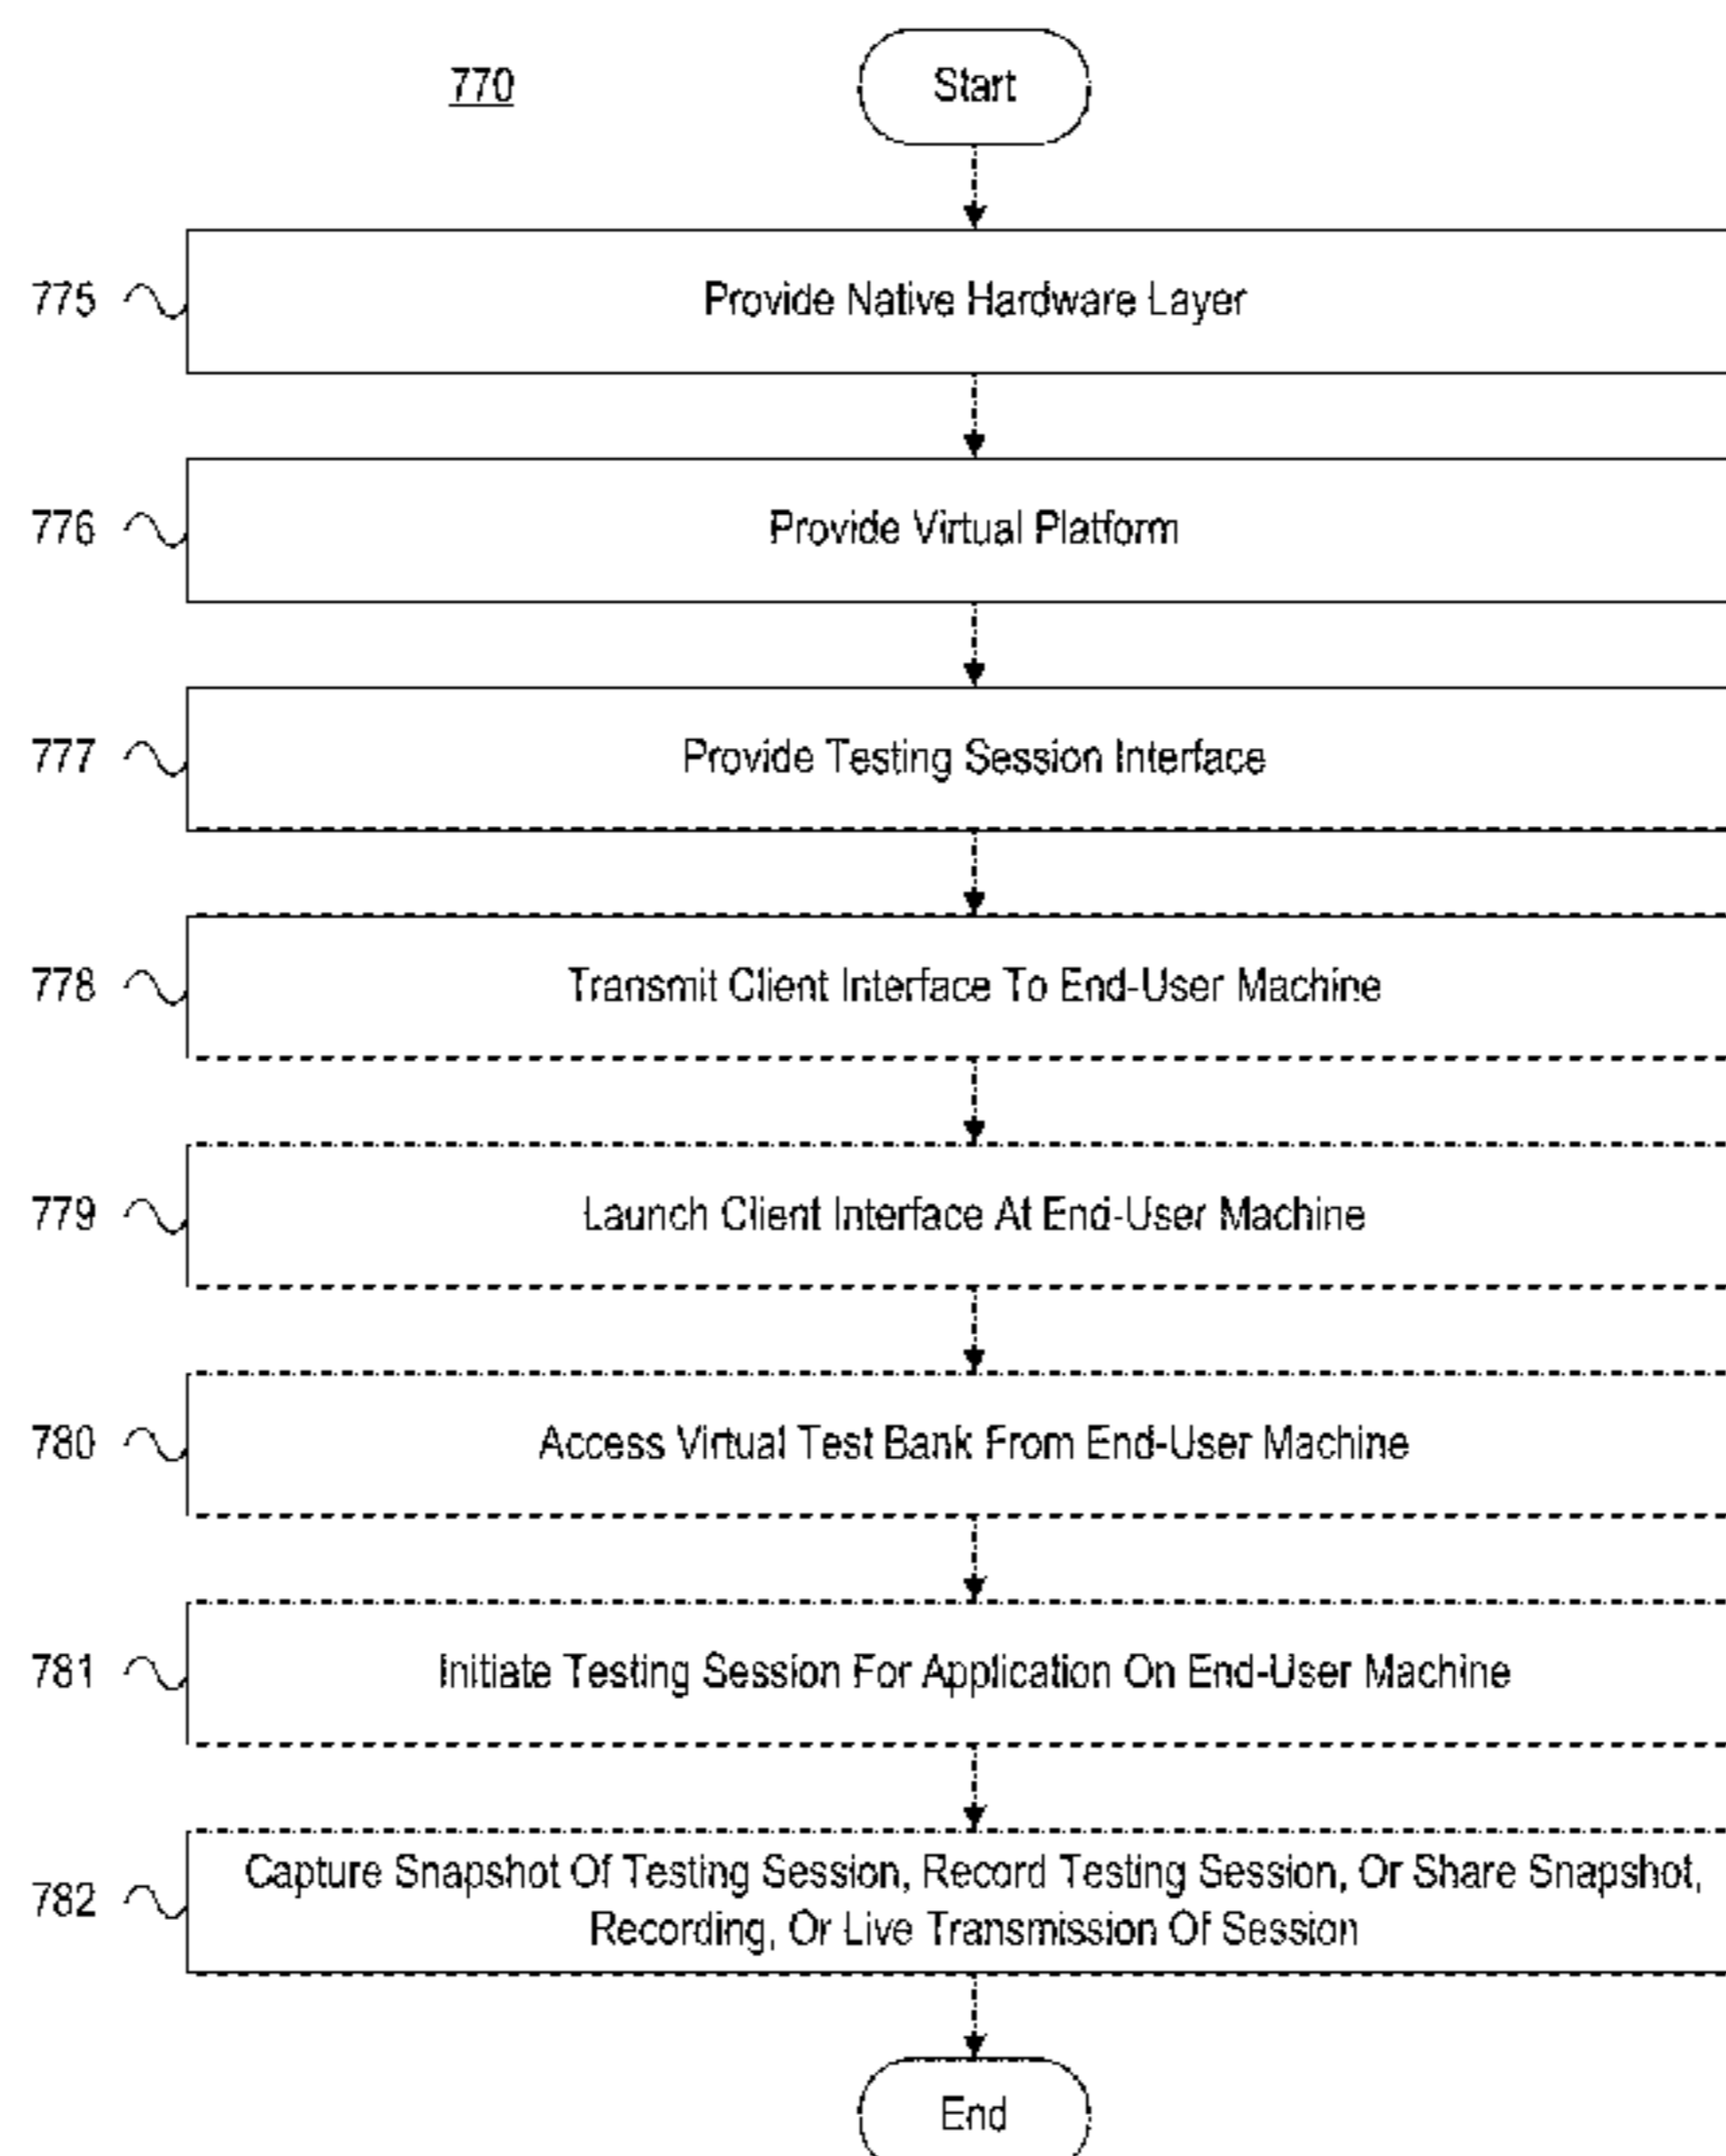 770
Start
775
Provide Native Hardware Layer
776
Provide Virtual Platform
777
Provide Testing Session Interface
778
Transmit Client Interface To End-User Machine
779
Launch Client Interface At End-User Machine
780
Access Virtual Test Bank From End-User Machine
781
Initiate Testing Session For Application On End-User Machine
782
Capture Snapshot Of Testing Session, Record Testing Session, Or Share Snapshot,
Recording, Or Live Transmission Of Session
End